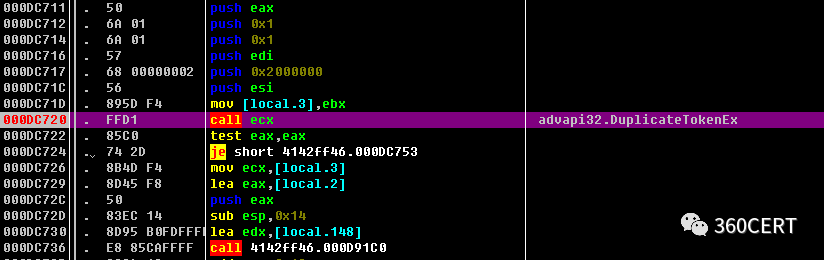 000DC711 . 50 push eax
000DC712 . 6A 01 push 0x1
000DC714 . 6A 01 push 0x1
000DC716 . 57 push edi
000DC717 . 68 00000002 push 0x2000000
000DC71C . 56 push esi
000DC71D . 895D F4 mov [local.3],ebx
000DC720 . FFD1 call ecx advapi32.DuplicateTokenEx
000DC722 . 85C0 test eax,eax
000DC724 .⌄ 74 2D je short 4142ff46.000DC753
000DC726 . 8B4D F4 mov ecx,[local.3]
000DC729 . 8D45 F8 lea eax,[local.2]
000DC72C . 50 push eax
000DC72D . 83EC 14 sub esp,0x14
000DC730 . 8D95 B0FDFFFF lea edx,[local.148]
000DC736 . E8 85CAFFFF call 4142ff46.000D91C0
360CERT